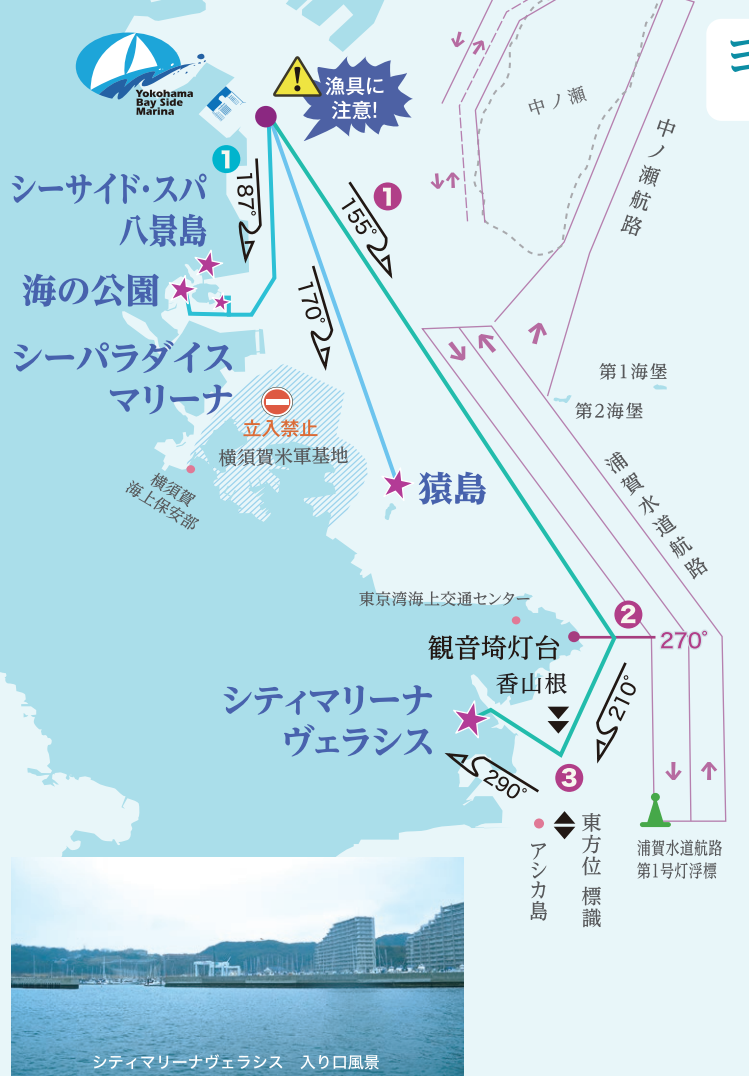 Yokohama
Bay Side
Marina
漁具に
注意!
中ノ瀬
中ノ瀬航路
1
187°
1
155°
シーサイド・スパ
八景島
海の公園
シーパラダイス
マリーナ
170°
立入禁止
横須賀米軍基地
横須賀
海上保安部
猿島
第1海堡
第2海堡
浦賀水道航路
東京湾海上交通センター
2
観音埼灯台
270°
香山根
210°
シティマリーナ
ヴェラシス
290°
3
東方位 標識
アシカ島
浦賀水道航路
第1号灯浮標
シティマリーナヴェラシス 入り口風景